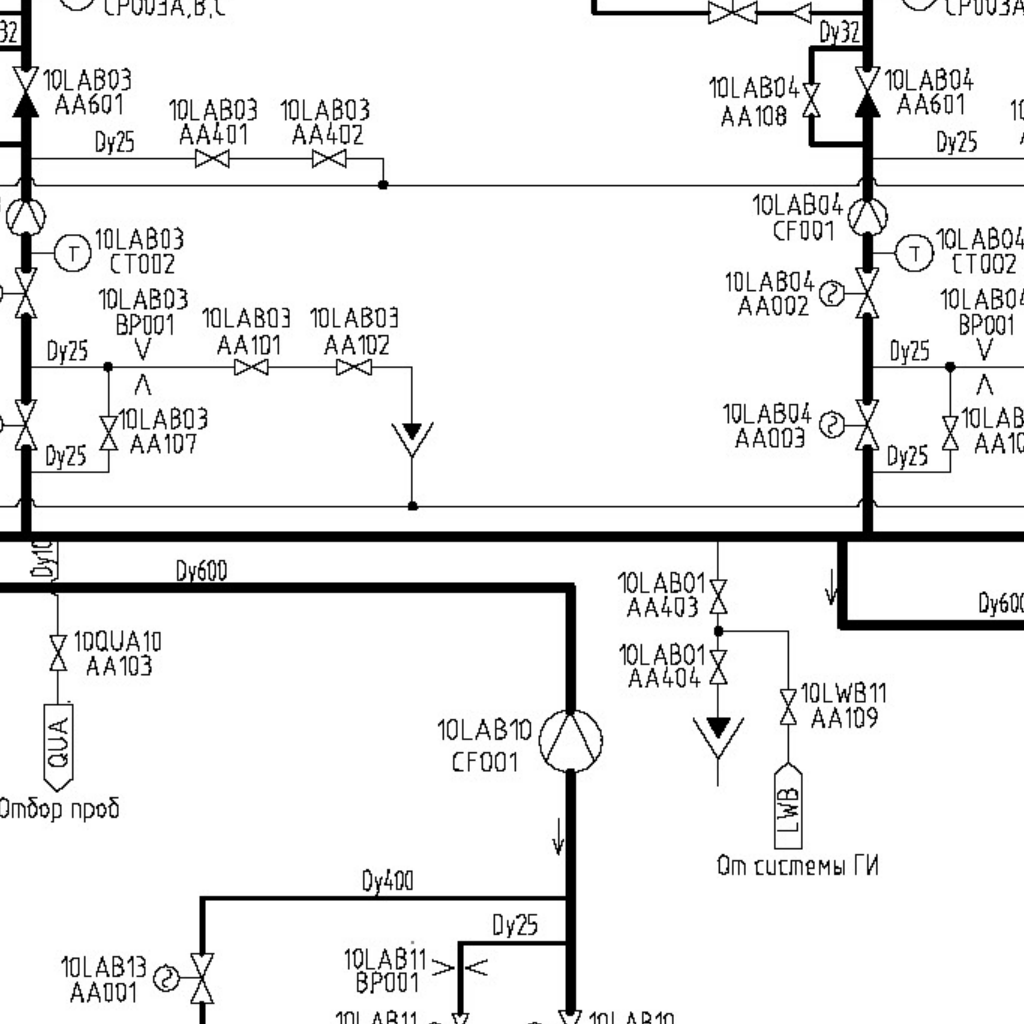 CP003A,B,C
CP003A
32
Dy32
10LAB03
AA601
10LAB03
AA401
10LAB03
AA402
Dy25
10LAB04
AA108
10LAB04
AA601
Dy25
10LAB04
CF001
T
10LAB03
CT002
T
10LAB04
CT002
10LAB04
AA002
10LAB03
BP001
10LAB03
AA101
10LAB03
AA102
10LAB04
BP001
Dy25
Dy25
10LAB03
AA107
10LAB04
AA003
10LAB
AA10
Dy25
Dy25
Dy10
Dy600
10LAB01
AA403
Dy600
10QUA10
AA103
10LAB01
AA404
10LWB11
AA109
QUA
10LAB10
CF001
LWB
Отбор проб
От системы ГИ
Dy400
Dy25
10LAB13
AA001
10LAB11
BP001
10LAB11
10LAB10